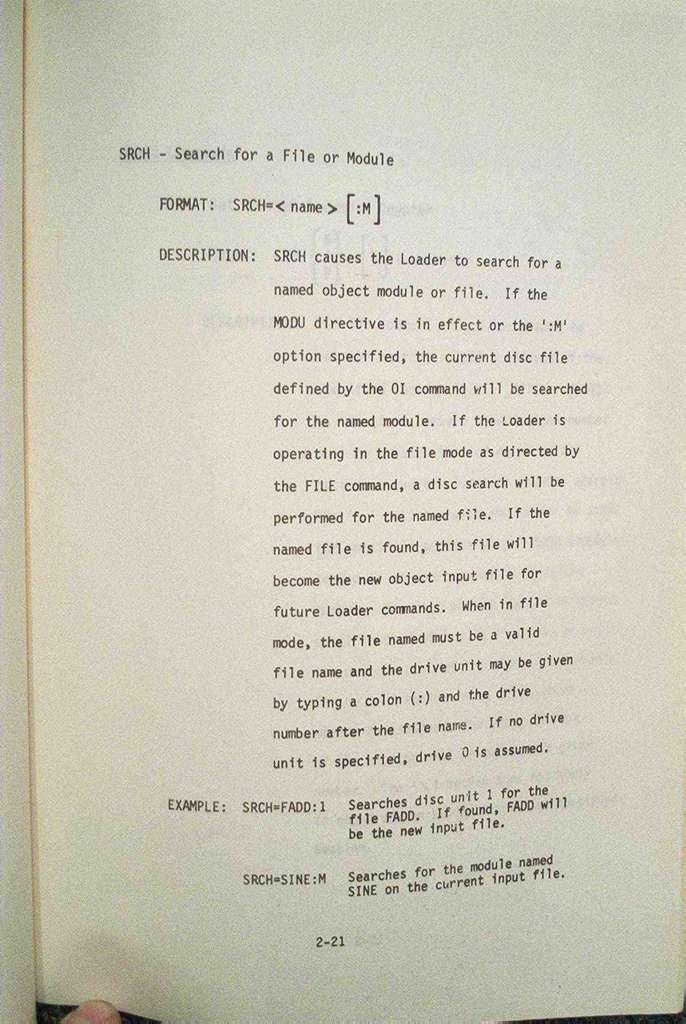 SRCH - Search for a File or Module
FORMAT: SRCH=< name > [:M]
DESCRIPTION: SRCH causes the Loader to search for a
named object module or file. If the
MODU directive is in effect or the ':M'
option specified, the current disc file
defined by the OI command will be searched
for the named module. If the Loader is
operating in the file mode as directed by
the FILE command, a disc search will be
performed for the named file. If the
named file is found, this file will
become the new object input file for
future Loader commands. When in file
mode, the file named must be a valid
file name and the drive unit may be given
by typing a colon (:) and the drive
number after the file name. If no drive
unit is specified, drive 0 is assumed.
EXAMPLE: SRCH=FADD:1 Searches disc unit 1 for the
file FADD. If found, FADD will
be the new input file.
SRCH=SINE:M Searches for the module named
SINE on the current input file.
2-21